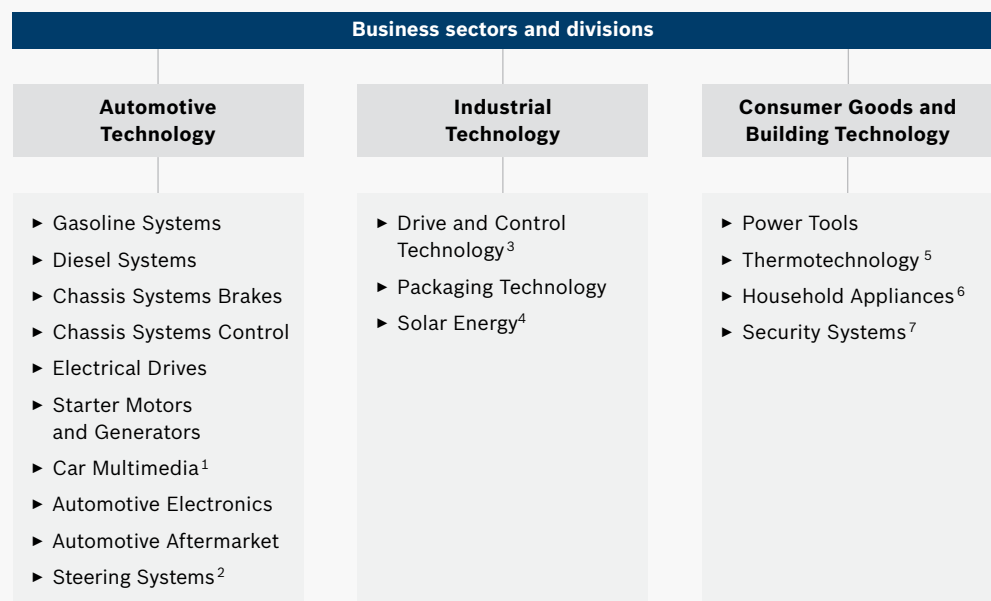 Business sectors and divisions
Automotive
Technology
► Gasoline Systems
► Diesel Systems
► Chassis Systems Brakes
► Chassis Systems Control
► Electrical Drives
► Starter Motors
and Generators
► Car Multimedia¹
► Automotive Electronics
► Automotive Aftermarket
► Steering Systems²
Industrial
Technology
► Drive and Control
Technology³
► Packaging Technology
► Solar Energy⁴
Consumer Goods and
Building Technology
► Power Tools
► Thermotechnology⁵
► Household Appliances⁶
► Security Systems⁷